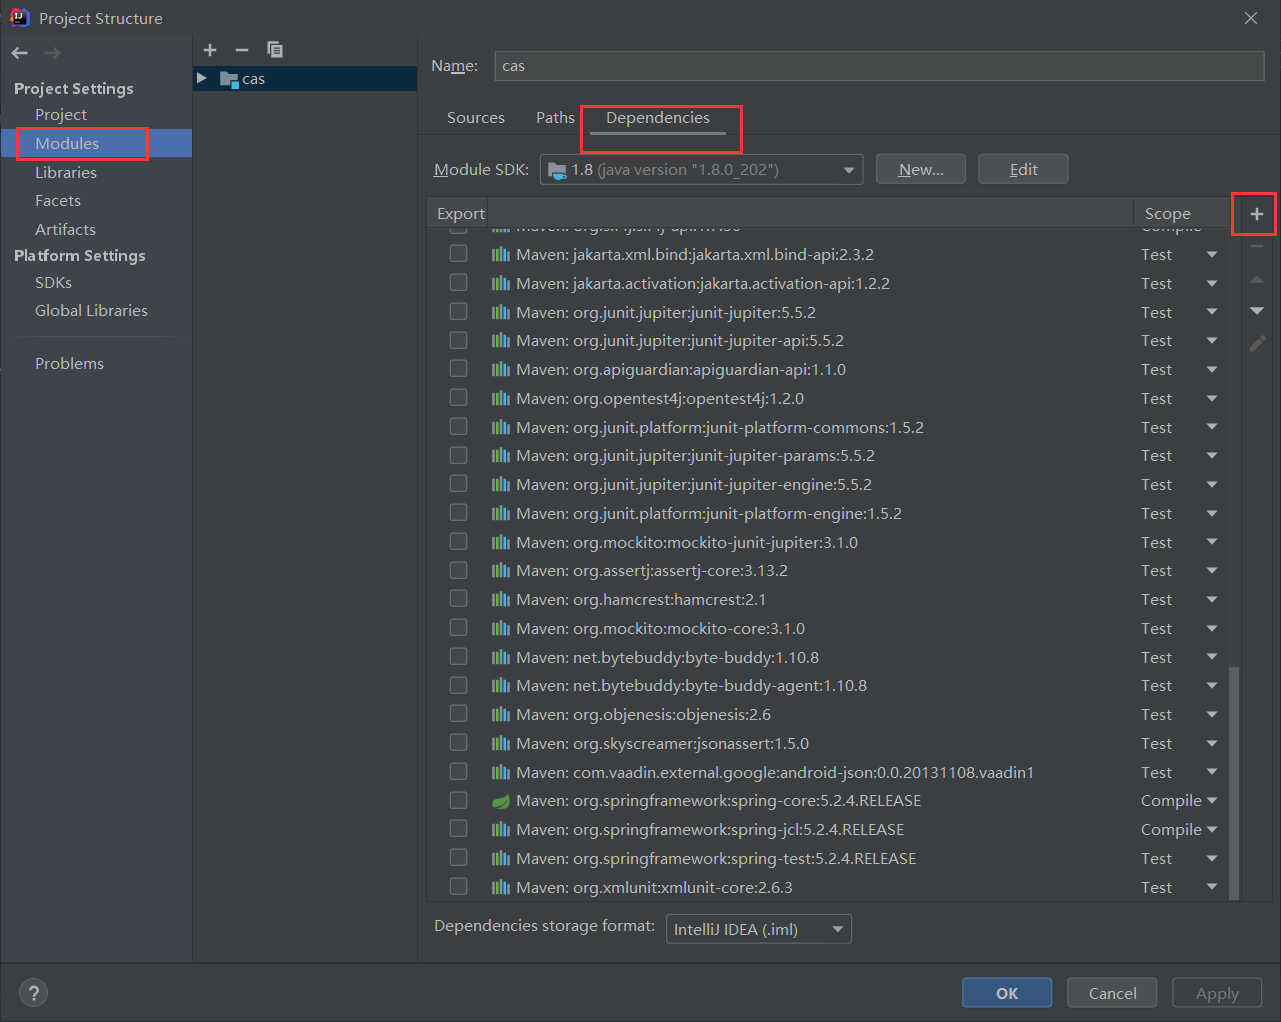 Project Structure
Project Settings
Project
Modules
Libraries
Facets
Artifacts
Platform Settings
SDKs
Global Libraries
Problems
cas
Name: cas
Sources Paths Dependencies
Module SDK: 1.8 (java version "1.8.0_202") New... Edit
Export Scope
Compile
Maven: jakarta.xml.bind:jakarta.xml.bind-api:2.3.2 Test
Maven: jakarta.activation:jakarta.activation-api:1.2.2 Test
Maven: org.junit.jupiter:junit-jupiter:5.5.2 Test
Maven: org.junit.jupiter:junit-jupiter-api:5.5.2 Test
Maven: org.apiguardian:apiguardian-api:1.1.0 Test
Maven: org.opentest4j:opentest4j:1.2.0 Test
Maven: org.junit.platform:junit-platform-commons:1.5.2 Test
Maven: org.junit.jupiter:junit-jupiter-params:5.5.2 Test
Maven: org.junit.jupiter:junit-jupiter-engine:5.5.2 Test
Maven: org.junit.platform:junit-platform-engine:1.5.2 Test
Maven: org.mockito:mockito-junit-jupiter:3.1.0 Test
Maven: org.assertj:assertj-core:3.13.2 Test
Maven: org.hamcrest:hamcrest:2.1 Test
Maven: org.mockito:mockito-core:3.1.0 Test
Maven: net.bytebuddy:byte-buddy:1.10.8 Test
Maven: net.bytebuddy:byte-buddy-agent:1.10.8 Test
Maven: org.objenesis:objenesis:2.6 Test
Maven: org.skyscreamer:jsonassert:1.5.0 Test
Maven: com.vaadin.external.google:android-json:0.0.20131108.vaadin1 Test
Maven: org.springframework:spring-core:5.2.4.RELEASE Compile
Maven: org.springframework:spring-jcl:5.2.4.RELEASE Compile
Maven: org.springframework:spring-test:5.2.4.RELEASE Test
Maven: org.xmlunit:xmlunit-core:2.6.3 Test
Dependencies storage format: IntelliJ IDEA (.iml)
? OK Cancel Apply